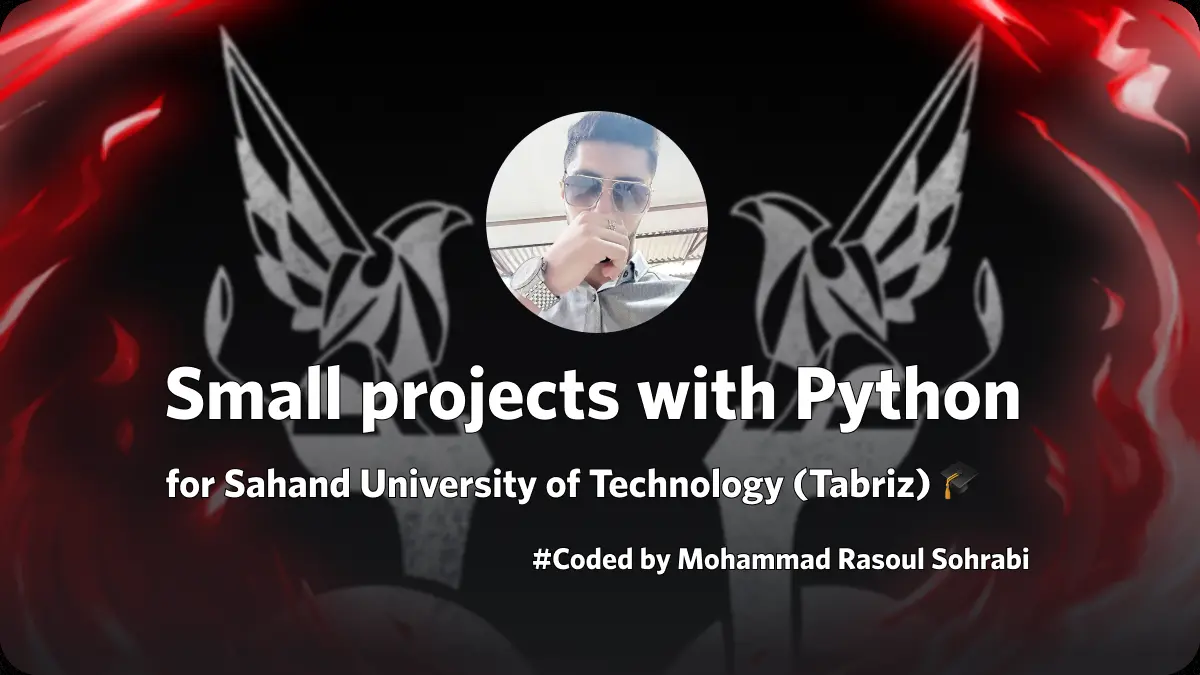 Small projects with Python
for Sahand University of Technology (Tabriz) 🎓
#Coded by Mohammad Rasoul Sohrabi